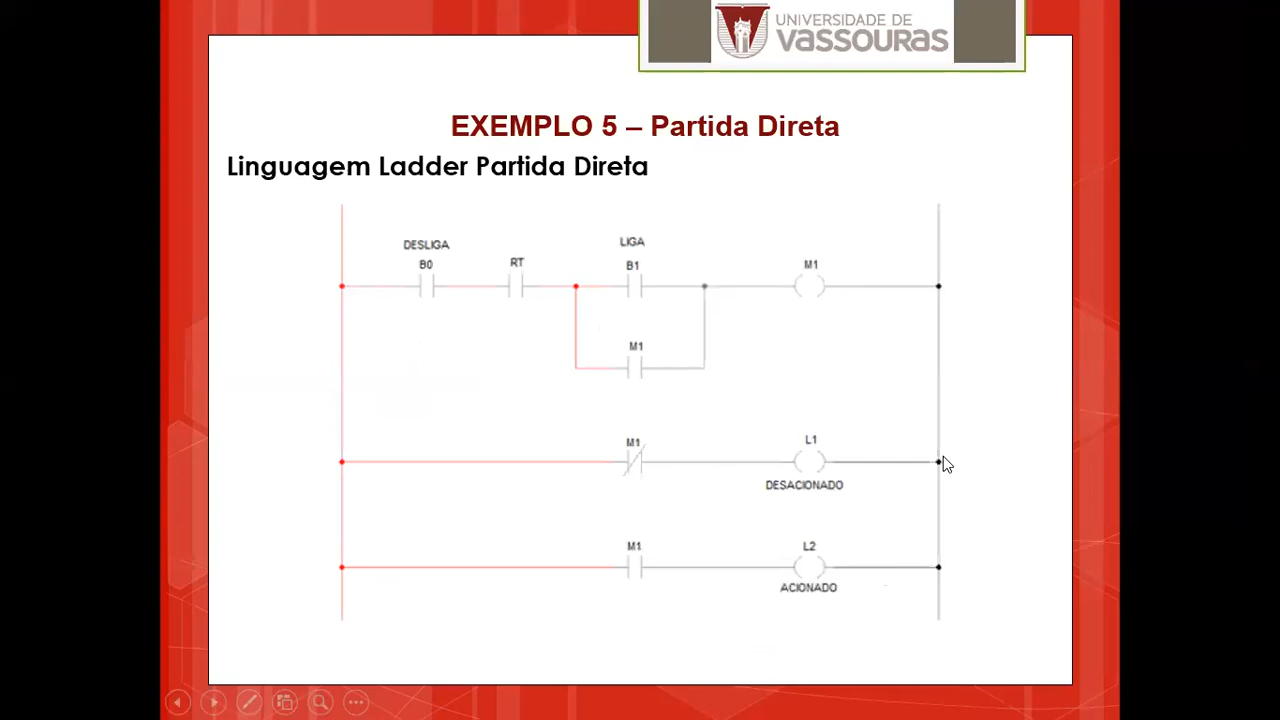 UNIVERSIDADE DE
VASSOURAS
EXEMPLO 5 – Partida Direta
Linguagem Ladder Partida Direta
DESLIGA
LIGA
B0
RT
B1
M1
M1
M1
L1
DESACIONADO
M1
L2
ACIONADO